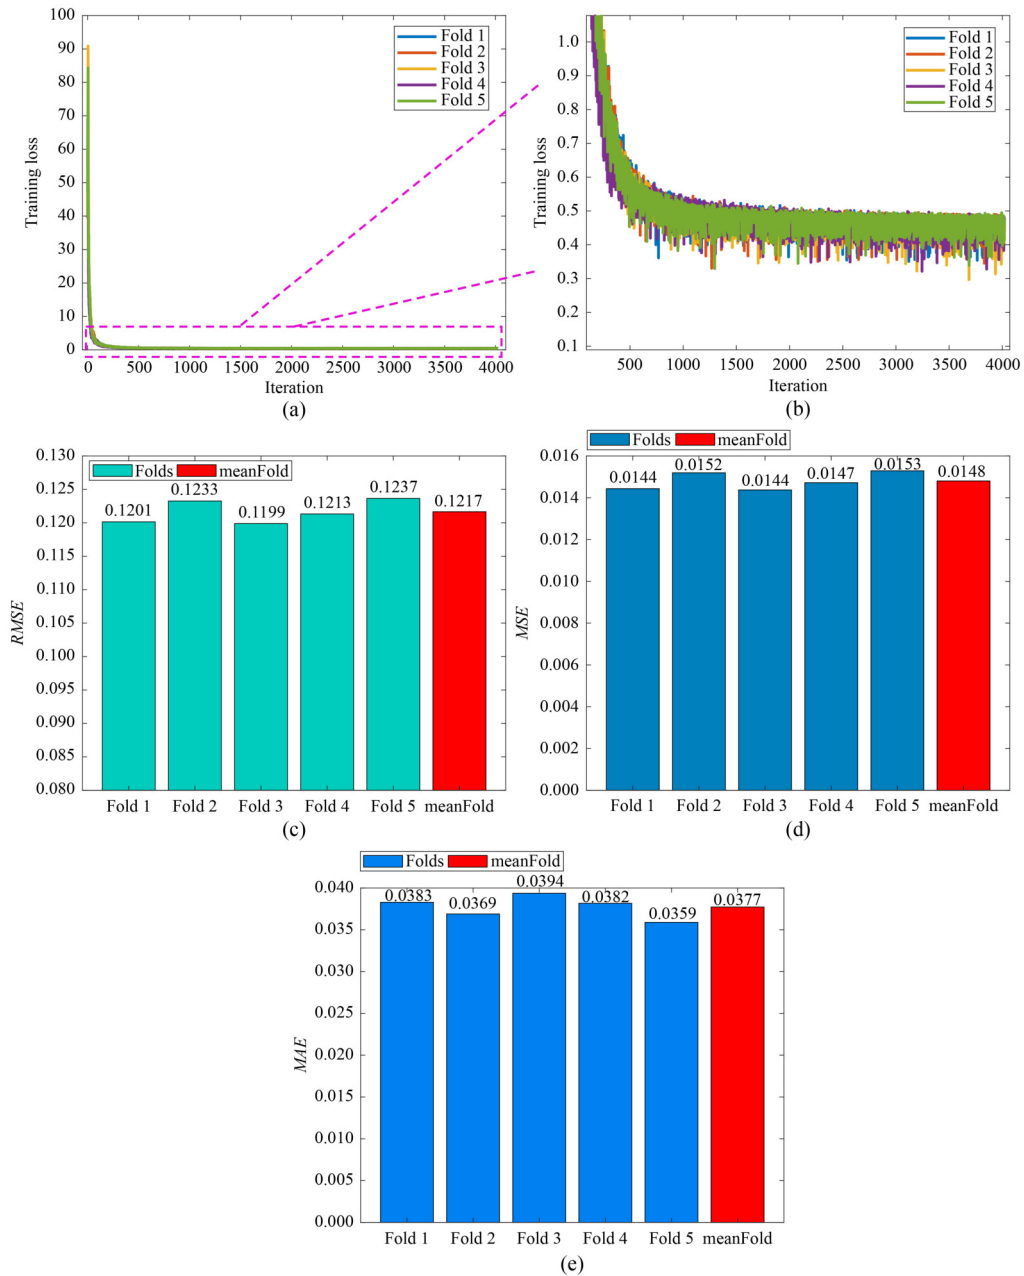 100
90
80
70
60
50
40
30
20
10
0
Training loss
Fold 1
Fold 2
Fold 3
Fold 4
Fold 5
0 500 1000 1500 2000 2500 3000 3500 4000
Iteration
(a)
1.0
0.9
0.8
0.7
0.6
0.5
0.4
0.3
0.2
0.1
Training loss
Fold 1
Fold 2
Fold 3
Fold 4
Fold 5
500 1000 1500 2000 2500 3000 3500 4000
Iteration
(b)
0.130
0.125
0.120
0.115
0.110
0.105
0.100
0.095
0.090
0.085
0.080
RMSE
Folds meanFold
0.1201 0.1233 0.1199 0.1213 0.1237 0.1217
Fold 1 Fold 2 Fold 3 Fold 4 Fold 5 meanFold
(c)
Folds meanFold
0.016
0.014
0.012
0.010
0.008
0.006
0.004
0.002
0.000
MSE
0.0144 0.0152 0.0144 0.0147 0.0153 0.0148
Fold 1 Fold 2 Fold 3 Fold 4 Fold 5 meanFold
(d)
Folds meanFold
0.040
0.035
0.030
0.025
0.020
0.015
0.010
0.005
0.000
MAE
0.0383 0.0369 0.0394 0.0382 0.0359 0.0377
Fold 1 Fold 2 Fold 3 Fold 4 Fold 5 meanFold
(e)